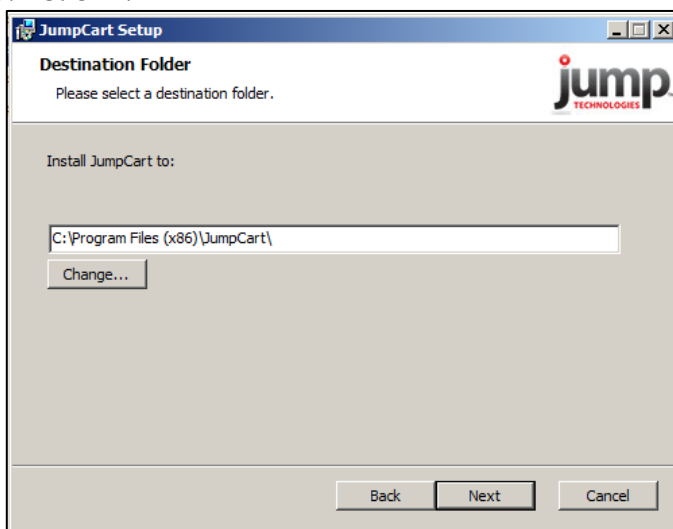 JumpCart Setup
Destination Folder
Please select a destination folder.
jump
TECHNOLOGIES
Install JumpCart to:
C:\Program Files (x86)\JumpCart\
Change...
Back Next Cancel